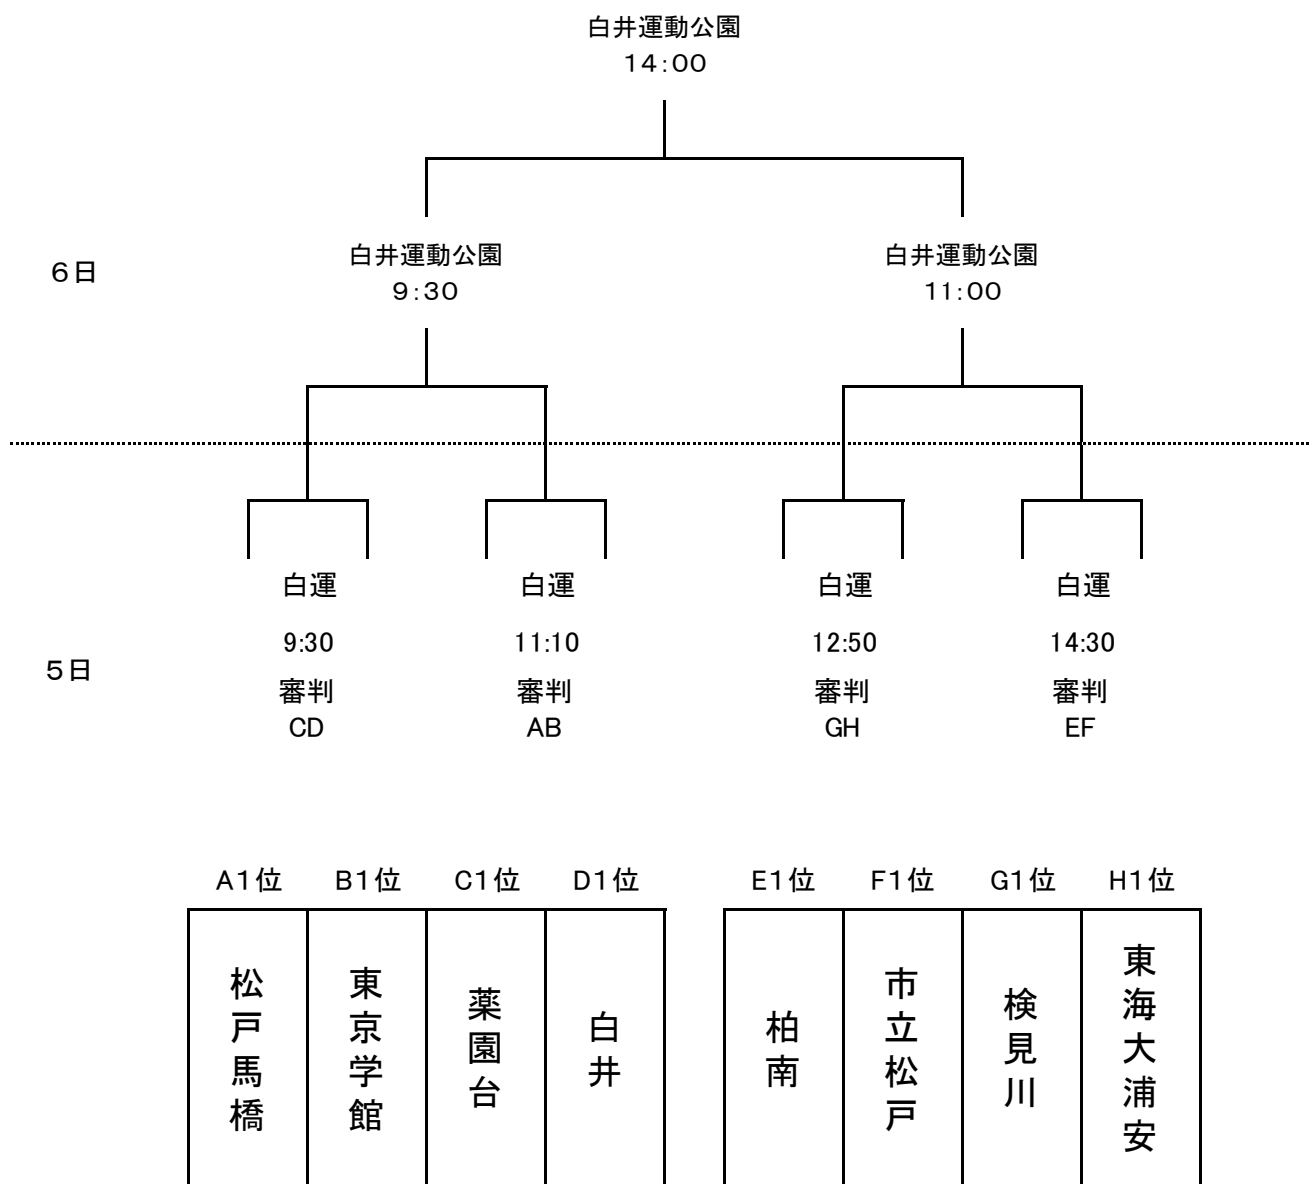 白井運動公園
14:00
白井運動公園
9:30
白井運動公園
11:00
６日
白運
9:30
審判
CD
白運
11:10
審判
AB
白運
12:50
審判
GH
白運
14:30
審判
EF
５日
A1位
B1位
C1位
D1位
E1位
F1位
G1位
H1位
松戸馬橋
東京学館
薬園台
白井
柏南
市立松戸
検見川
東海大浦安